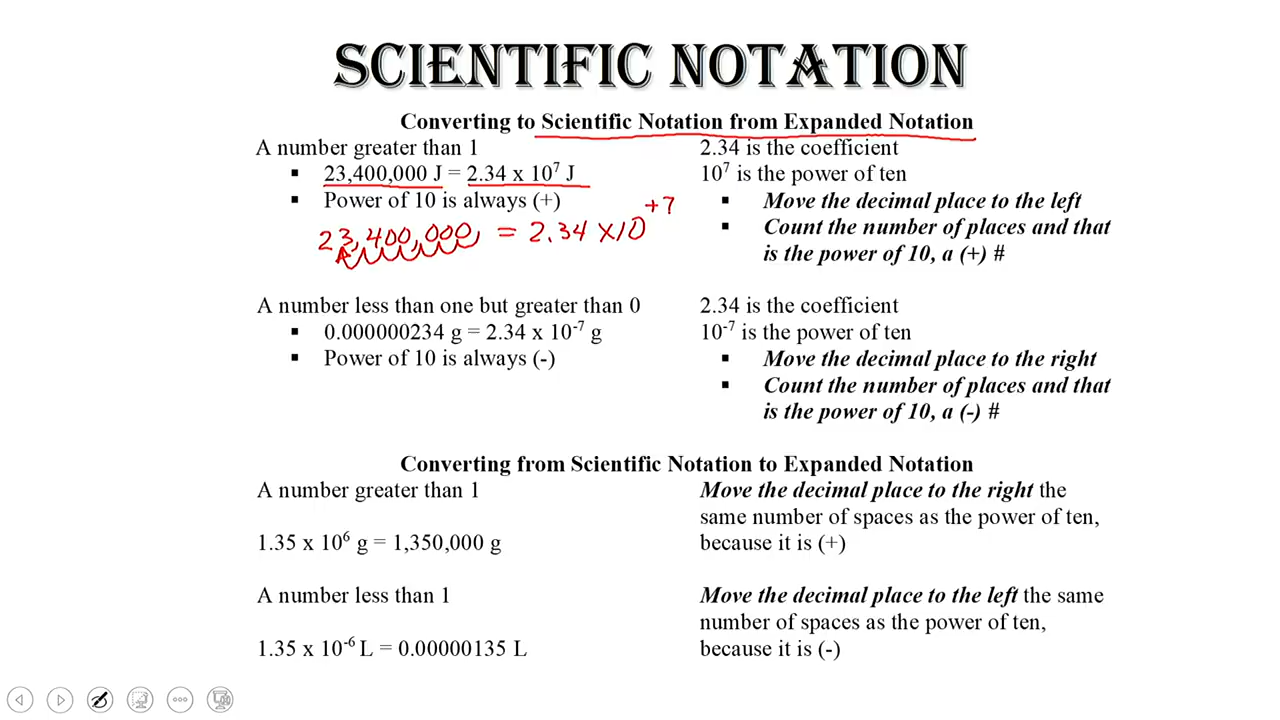 SCIENTIFIC NOTATION
Converting to Scientific Notation from Expanded Notation
A number greater than 1
▪ 23,400,000 J = 2.34 x 10⁷ J
▪ Power of 10 is always (+)
23,400,000, = 2.34 x10⁺⁷
2.34 is the coefficient
10⁷ is the power of ten
▪ Move the decimal place to the left
▪ Count the number of places and that
is the power of 10, a (+) #
A number less than one but greater than 0
▪ 0.000000234 g = 2.34 x 10⁻⁷ g
▪ Power of 10 is always (-)
2.34 is the coefficient
10⁻⁷ is the power of ten
▪ Move the decimal place to the right
▪ Count the number of places and that
is the power of 10, a (-) #
Converting from Scientific Notation to Expanded Notation
A number greater than 1
1.35 x 10⁶ g = 1,350,000 g
Move the decimal place to the right the
same number of spaces as the power of ten,
because it is (+)
A number less than 1
1.35 x 10⁻⁶ L = 0.00000135 L
Move the decimal place to the left the same
number of spaces as the power of ten,
because it is (-)